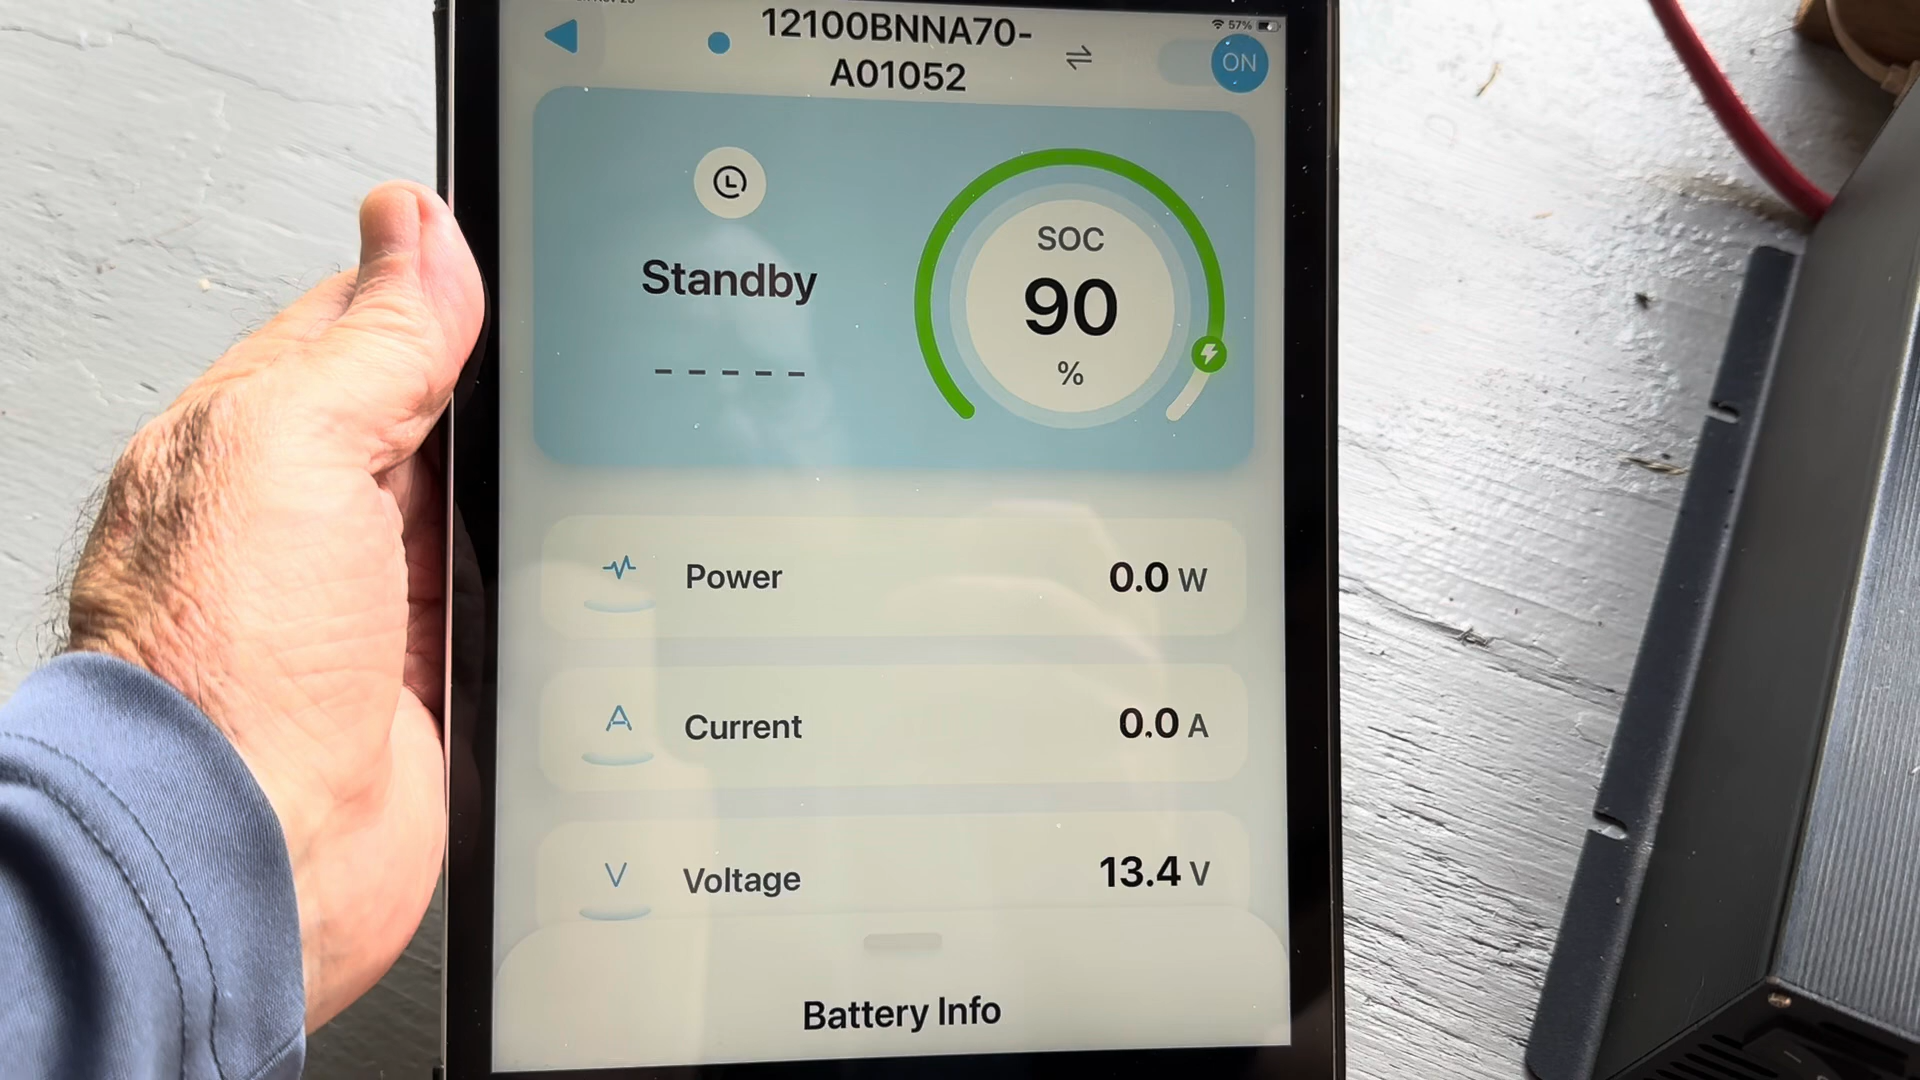 57%
12100BNNA70-
A01052
ON
Standby
- - - - -
SOC
90
%
Power 0.0 W
A Current 0.0 A
V Voltage 13.4 V
Battery Info